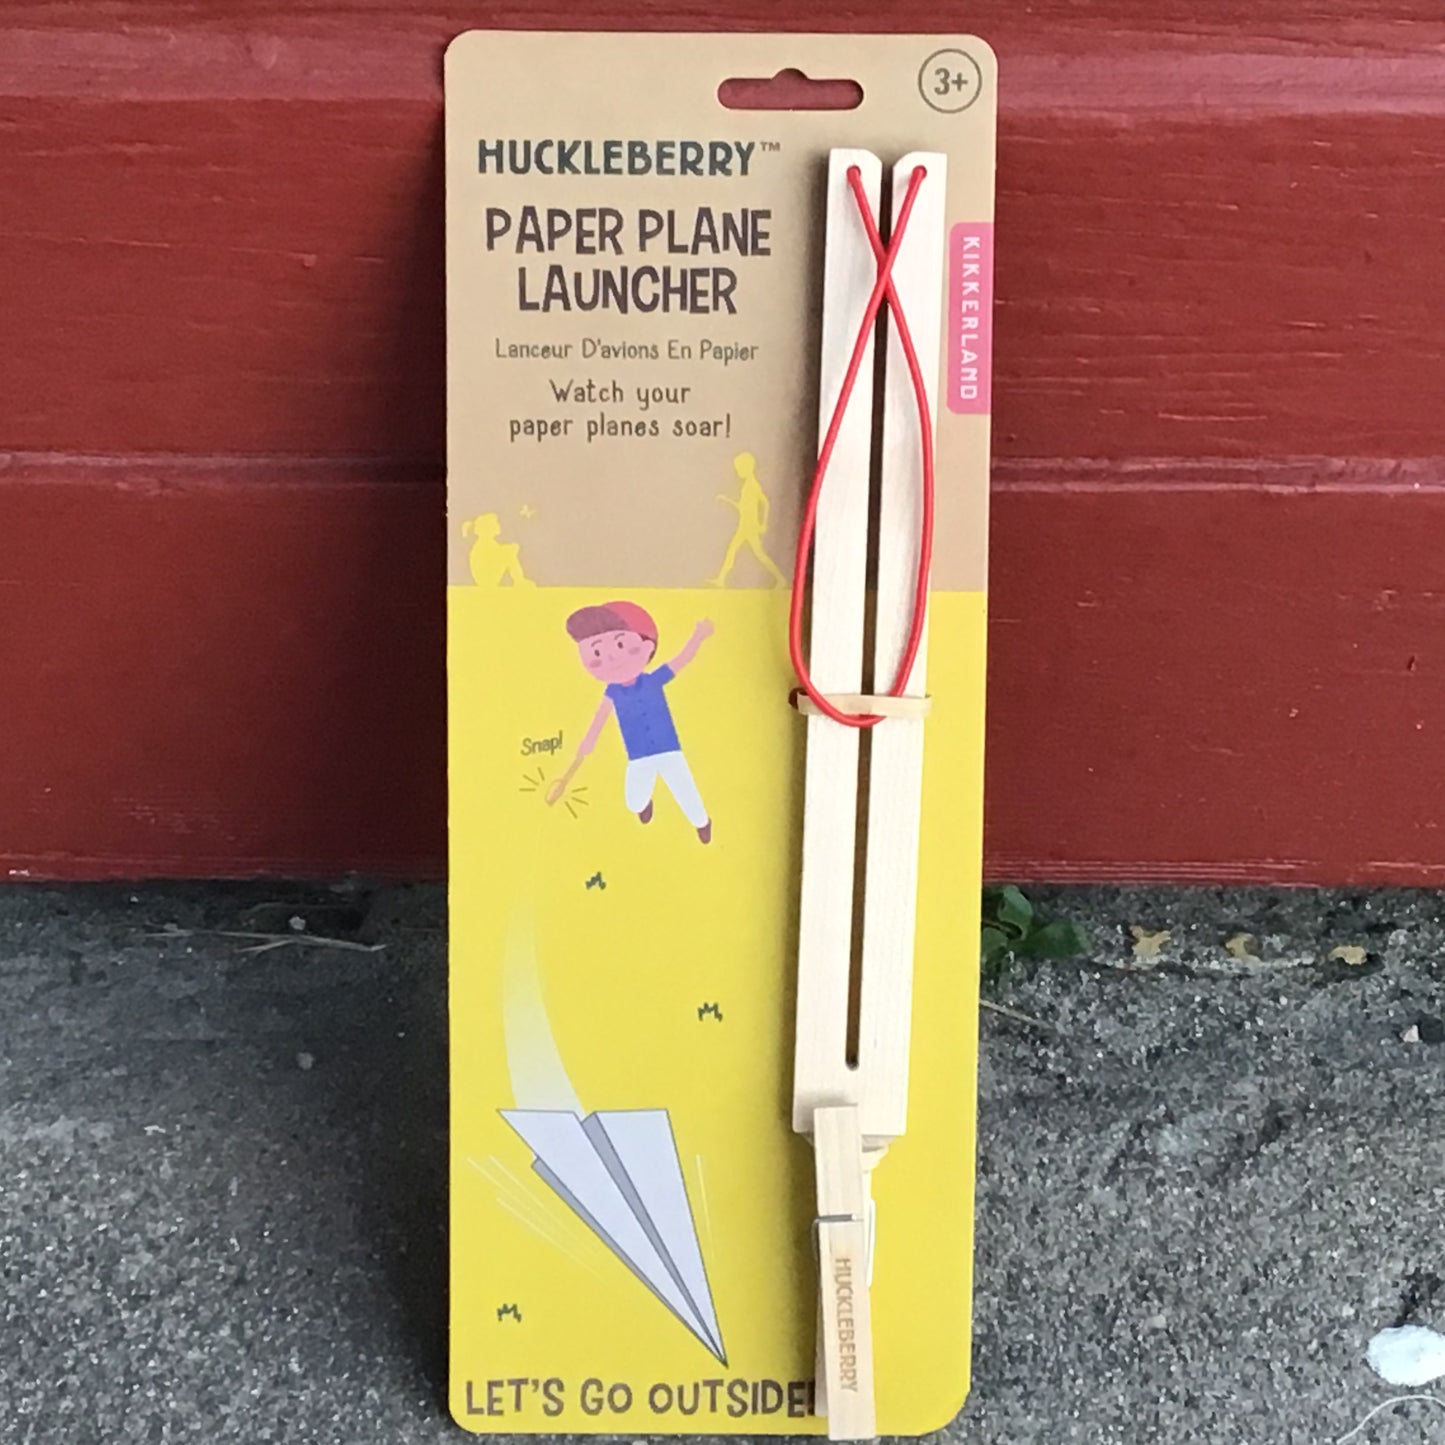 3+
HUCKLEBERRY™
PAPER PLANE
LAUNCHER
Lanceur D'avions En Papier
Watch your
paper planes soar!
KIKKERLAND
Snap!
HUCKLEBERRY
LET'S GO OUTSIDE!